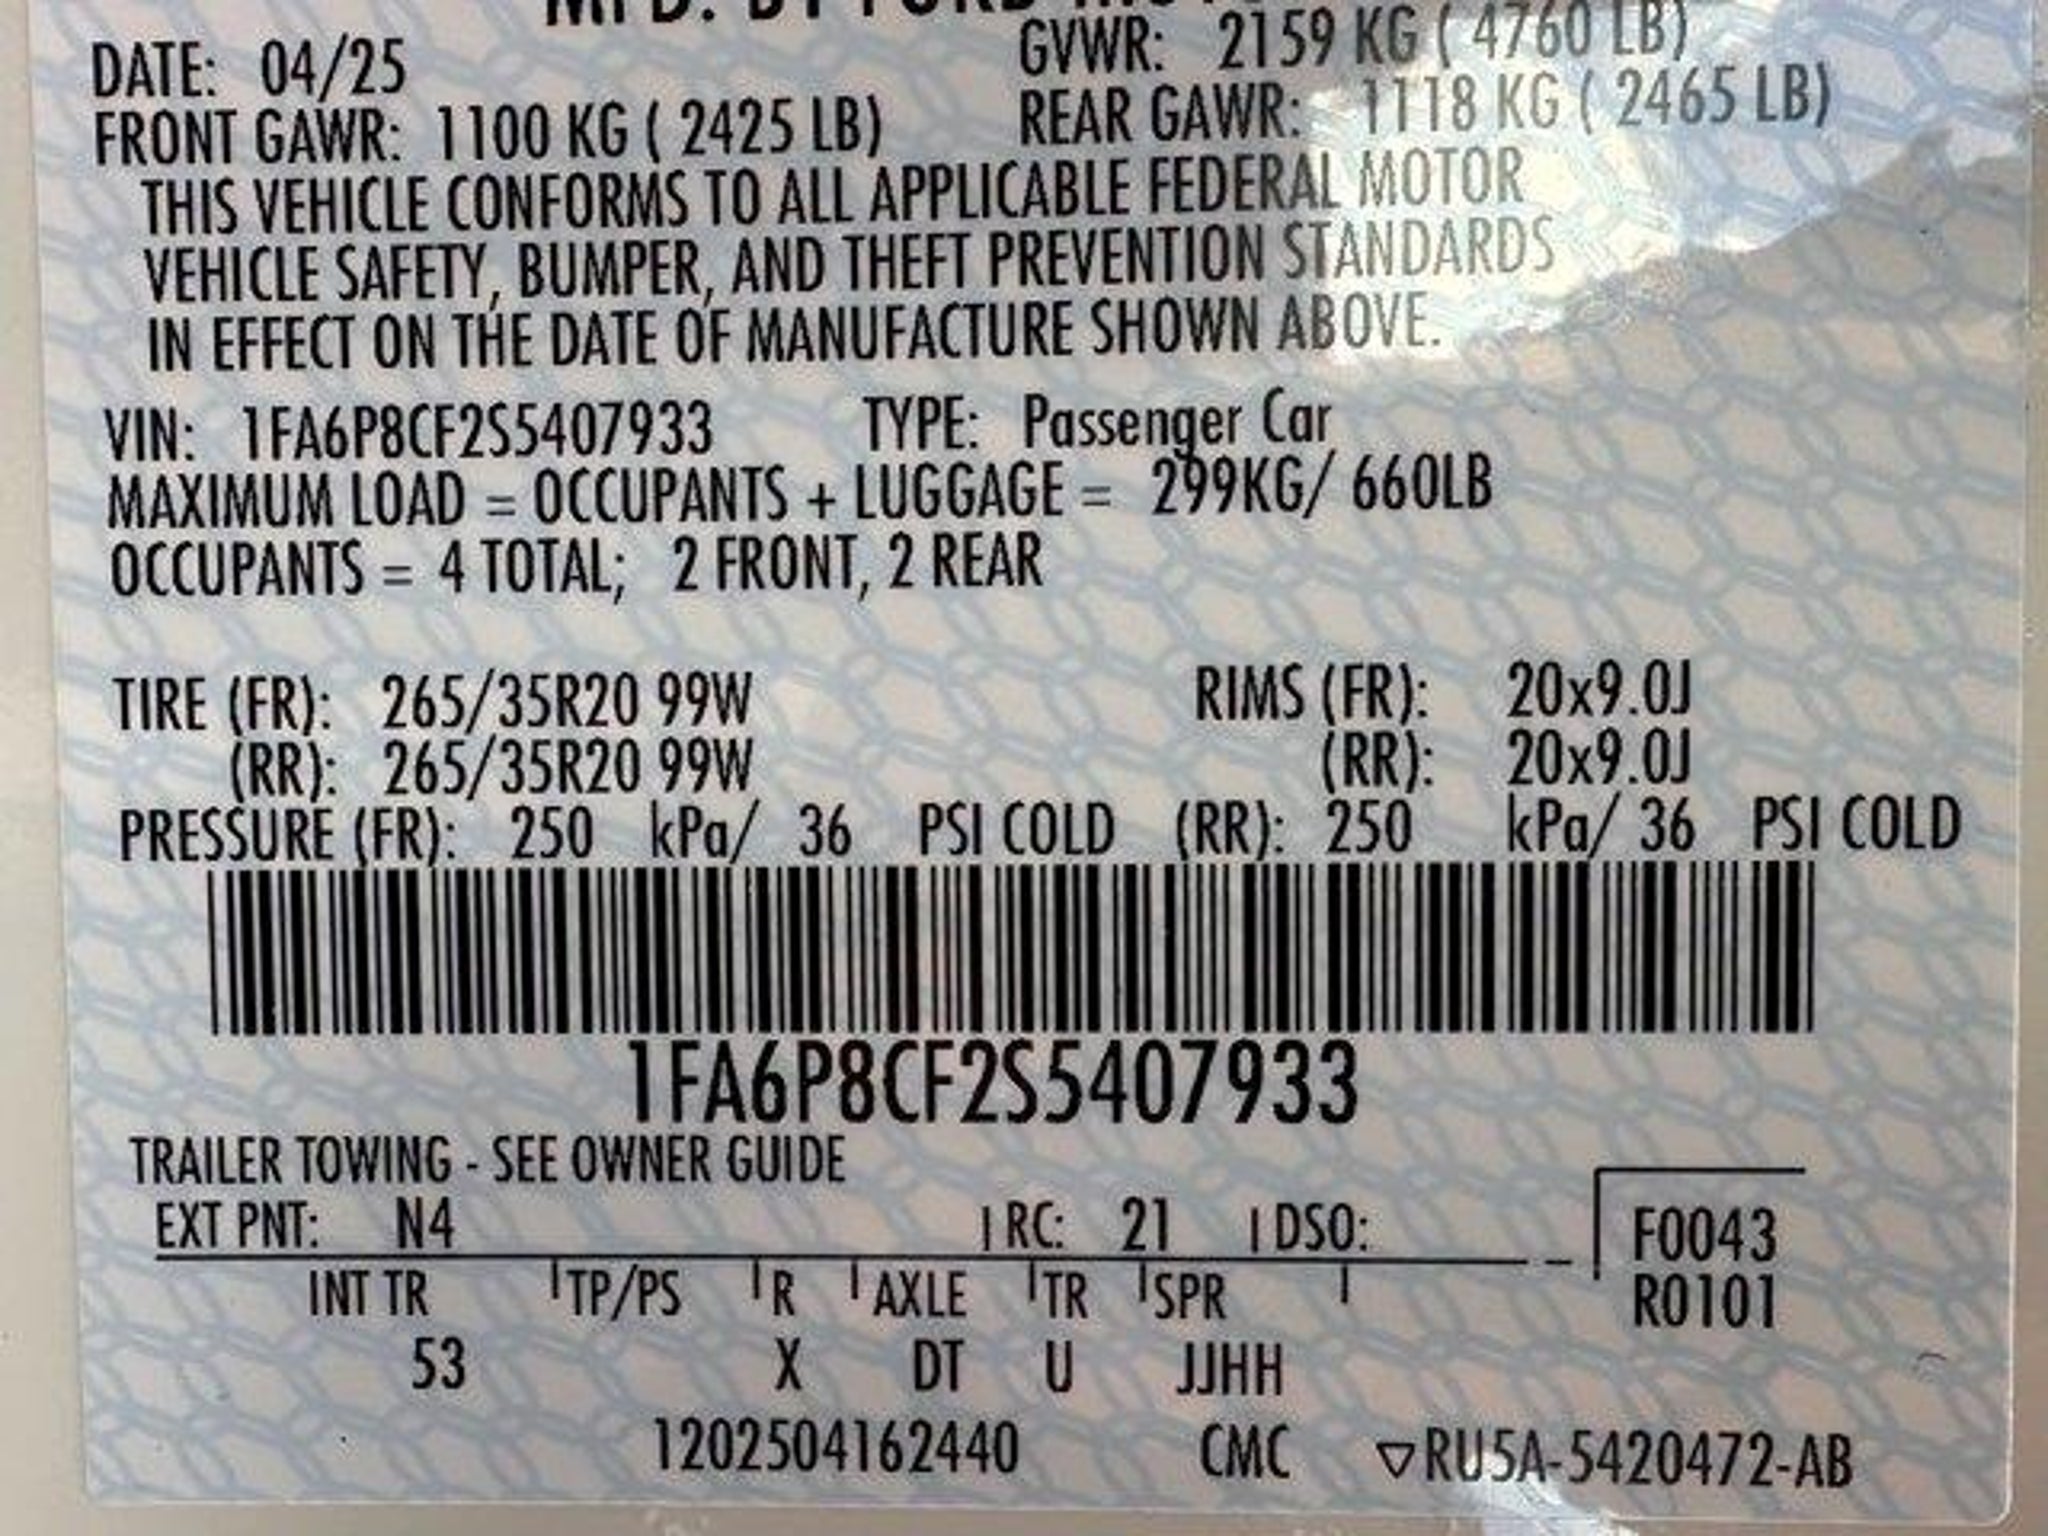 MFD. BY FORD
DATE: 04/25 GVWR: 2159 KG ( 4760 LB)
FRONT GAWR: 1100 KG ( 2425 LB) REAR GAWR: 1118 KG ( 2465 LB)
THIS VEHICLE CONFORMS TO ALL APPLICABLE FEDERAL MOTOR
VEHICLE SAFETY, BUMPER, AND THEFT PREVENTION STANDARDS
IN EFFECT ON THE DATE OF MANUFACTURE SHOWN ABOVE.
VIN: 1FA6P8CF2S5407933 TYPE: Passenger Car
MAXIMUM LOAD = OCCUPANTS + LUGGAGE = 299KG/ 660LB
OCCUPANTS = 4 TOTAL; 2 FRONT, 2 REAR
TIRE (FR): 265/35R20 99W RIMS (FR): 20x9.0J
(RR): 265/35R20 99W (RR): 20x9.0J
PRESSURE (FR): 250 kPa/ 36 PSI COLD (RR): 250 kPa/ 36 PSI COLD
1FA6P8CF2S5407933
TRAILER TOWING - SEE OWNER GUIDE
EXT PNT: N4 | RC: 21 | DSO: F0043
INT TR | TP/PS | R | AXLE | TR | SPR | R0101
53 X DT U JJHH
1202504162440 CMC ▽RU5A-5420472-AB